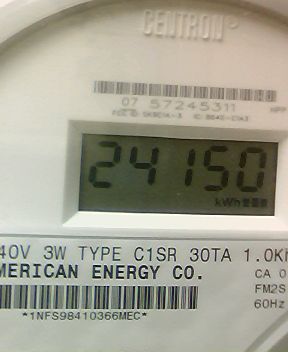 CENTRON
07 57245311
24150
kWh
40V 3W TYPE C1SR 30TA 1.0Kh
MERICAN ENERGY CO.
CA 0
FM2S
60Hz
*1NFS98410366MEC*